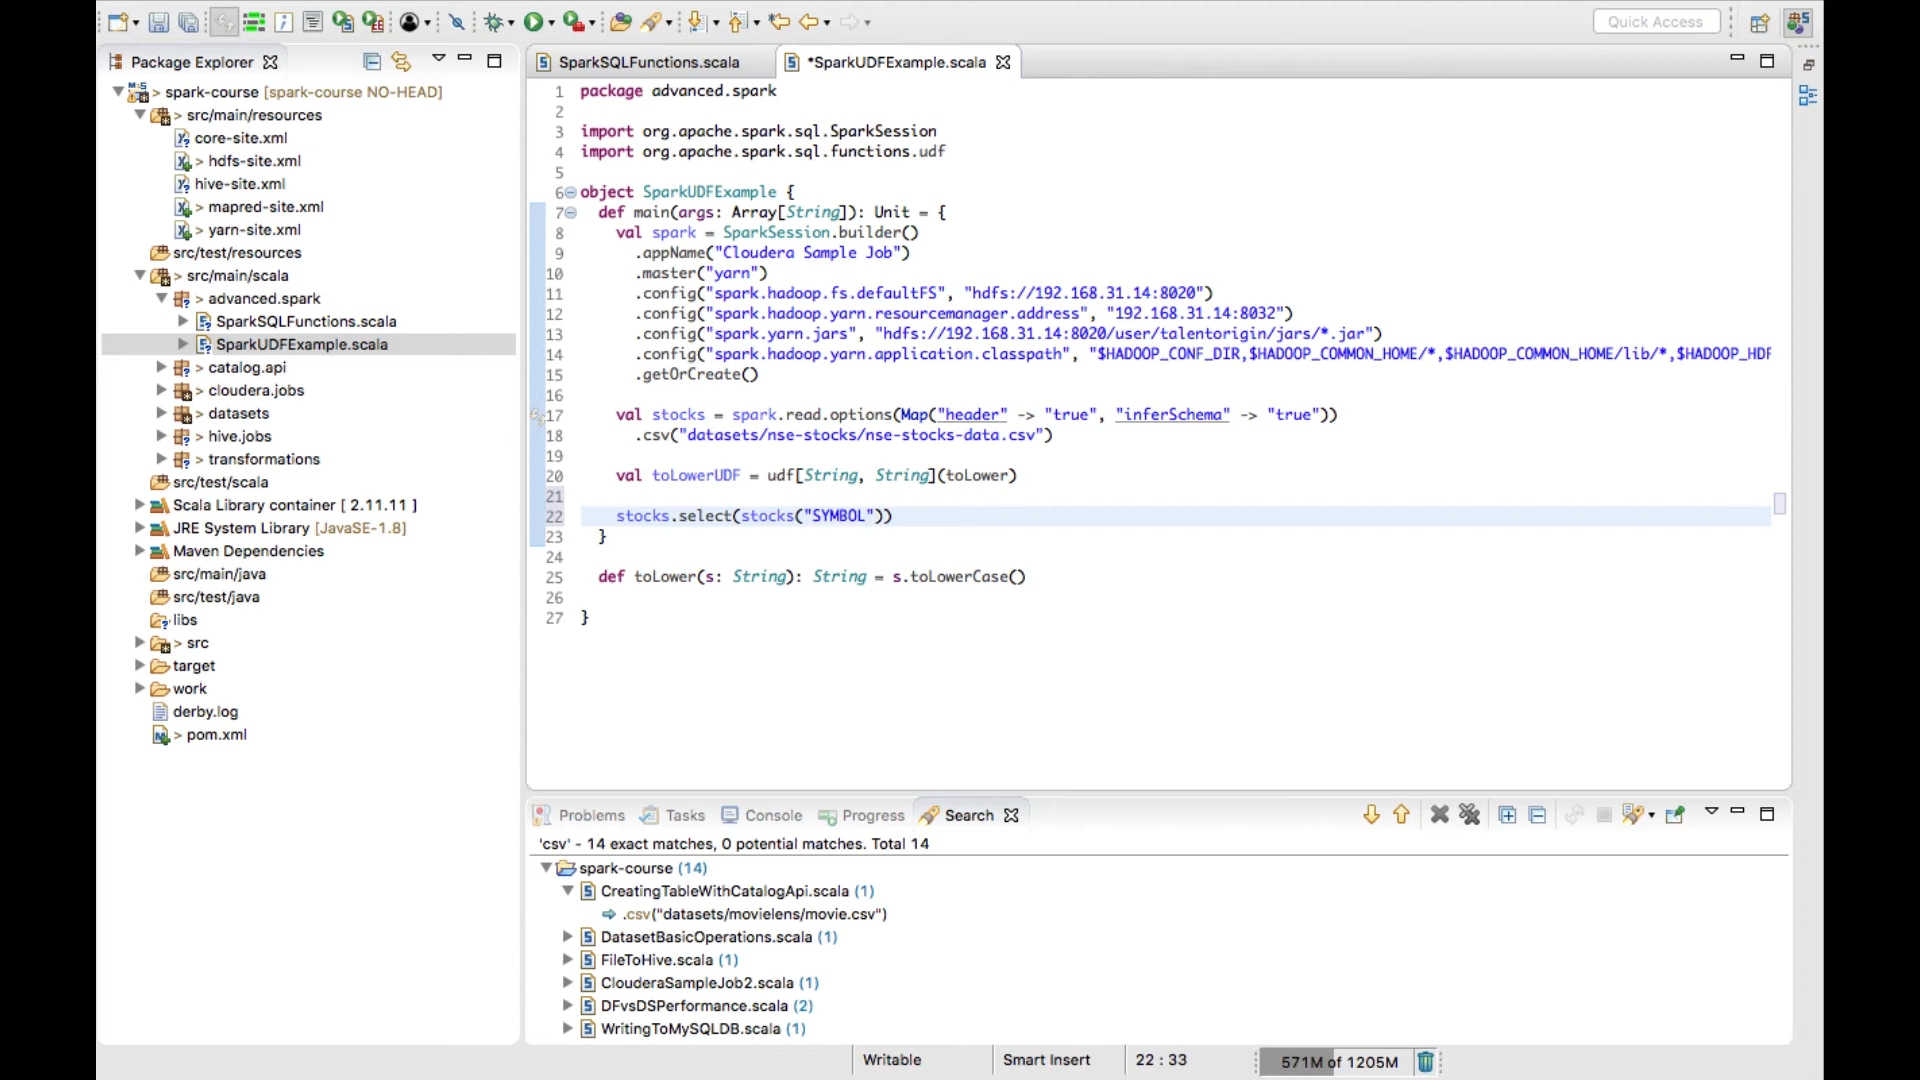 Quick Access
Package Explorer
SparkSQLFunctions.scala
*SparkUDFExample.scala
> spark-course [spark-course NO-HEAD]
> src/main/resources
core-site.xml
> hdfs-site.xml
hive-site.xml
> mapred-site.xml
> yarn-site.xml
src/test/resources
> src/main/scala
> advanced.spark
SparkSQLFunctions.scala
SparkUDFExample.scala
> catalog.api
> cloudera.jobs
> datasets
> hive.jobs
> transformations
src/test/scala
Scala Library container [ 2.11.11 ]
JRE System Library [JavaSE-1.8]
Maven Dependencies
src/main/java
src/test/java
libs
> src
target
work
derby.log
> pom.xml
1 package advanced.spark
2
3 import org.apache.spark.sql.SparkSession
4 import org.apache.spark.sql.functions.udf
5
6 object SparkUDFExample {
7 def main(args: Array[String]): Unit = {
8 val spark = SparkSession.builder()
9 .appName("Cloudera Sample Job")
10 .master("yarn")
11 .config("spark.hadoop.fs.defaultFS", "hdfs://192.168.31.14:8020")
12 .config("spark.hadoop.yarn.resourcemanager.address", "192.168.31.14:8032")
13 .config("spark.yarn.jars", "hdfs://192.168.31.14:8020/user/talentorigin/jars/*.jar")
14 .config("spark.hadoop.yarn.application.classpath", "$HADOOP_CONF_DIR,$HADOOP_COMMON_HOME/*,$HADOOP_COMMON_HOME/lib/*,$HADOOP_HDF
15 .getOrCreate()
16
17 val stocks = spark.read.options(Map("header" -> "true", "inferSchema" -> "true"))
18 .csv("datasets/nse-stocks/nse-stocks-data.csv")
19
20 val toLowerUDF = udf[String, String](toLower)
21
22 stocks.select(stocks("SYMBOL"))
23 }
24
25 def toLower(s: String): String = s.toLowerCase()
26
27 }
Problems Tasks Console Progress Search
'csv' - 14 exact matches, 0 potential matches. Total 14
spark-course (14)
CreatingTableWithCatalogApi.scala (1)
.csv("datasets/movielens/movie.csv")
DatasetBasicOperations.scala (1)
FileToHive.scala (1)
ClouderaSampleJob2.scala (1)
DFvsDSPerformance.scala (2)
WritingToMySQLDB.scala (1)
Writable Smart Insert 22 : 33 571M of 1205M